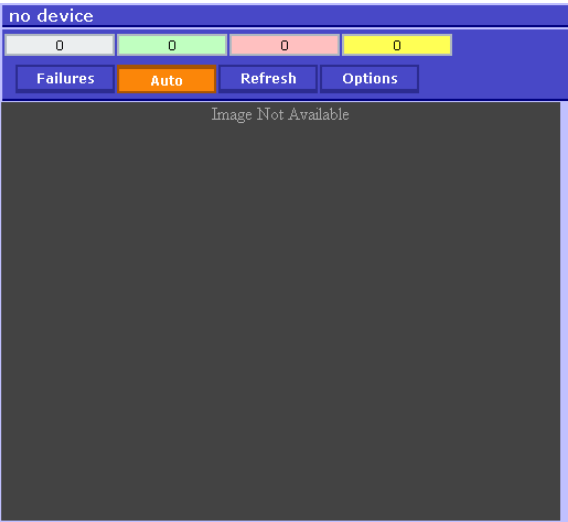 no device
0 0 0 0
Failures Auto Refresh Options
Image Not Available